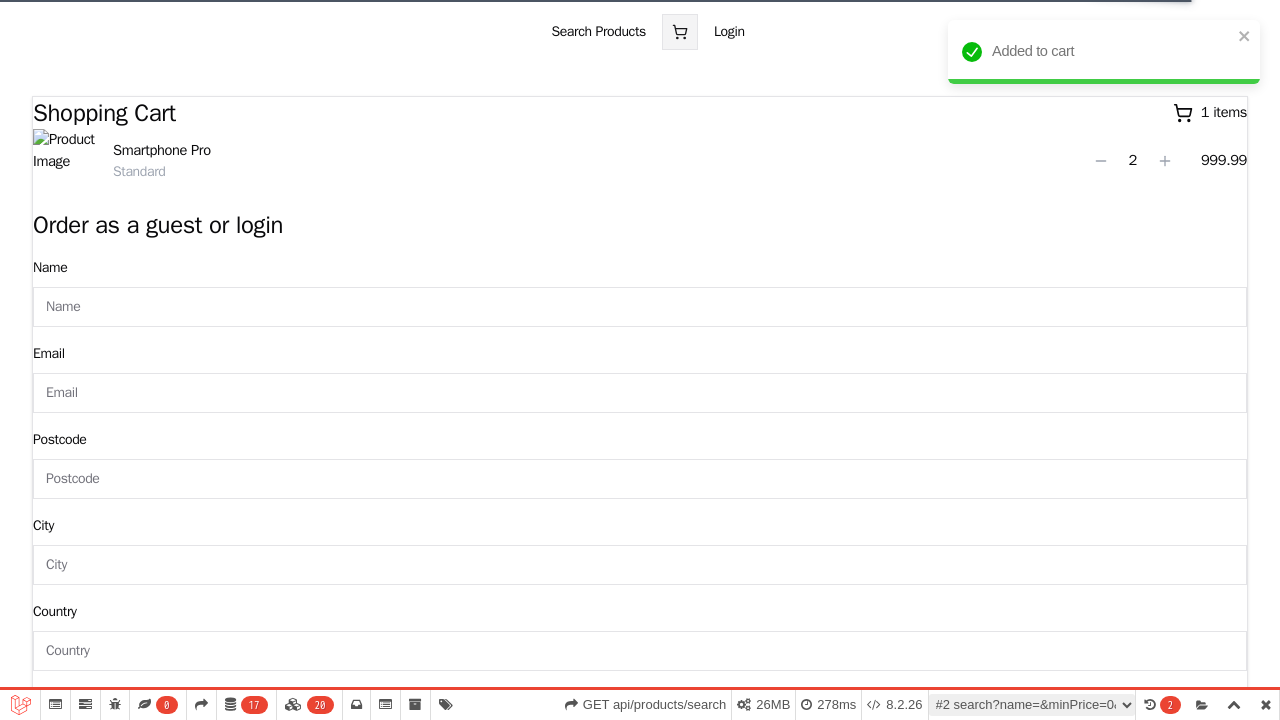 Search Products
Login
Added to cart
Shopping Cart
1 items
Product Image
Smartphone Pro
Standard
2
999.99
Order as a guest or login
Name
Name
Email
Email
Postcode
Postcode
City
City
Country
Country
0
17
20
GET api/products/search
26MB
278ms
8.2.26
#2 search?name=&minPrice=0
2